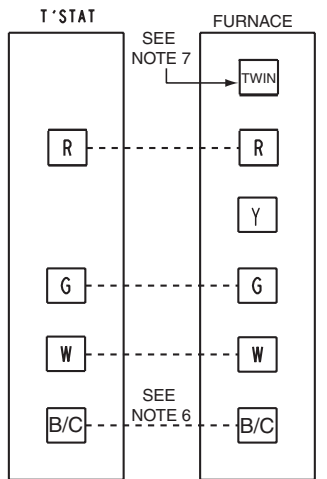 T'STAT
FURNACE
SEE
NOTE 7
TWIN
R
R
Y
G
G
W
W
SEE
NOTE 6
B/C
B/C